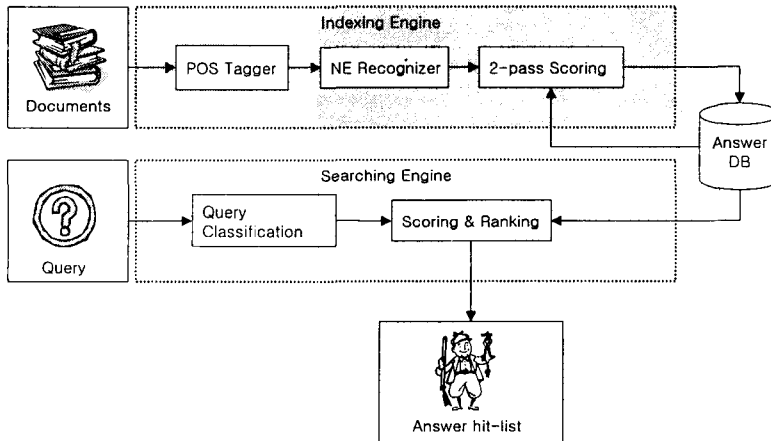 Indexing Engine
POS Tagger
NE Recognizer
2-pass Scoring
Documents
Answer
DB
Searching Engine
Query
Classification
Scoring & Ranking
?
Query
Answer hit-list